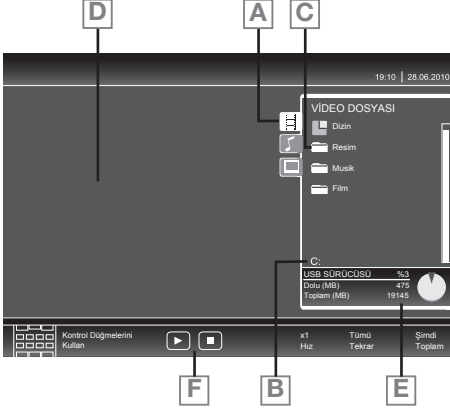 D A C
19:10 | 28.06.2010
VİDEO DOSYASI
Dizin
Resim
Musik
Film
C:
USB SÜRÜCÜSÜ %3
Dolu (MB) 475
Toplam (MB) 19145
Kontrol Düğmelerini
Kullan
x1 Tümü Şimdi
Hız Tekrar Toplam
F B E